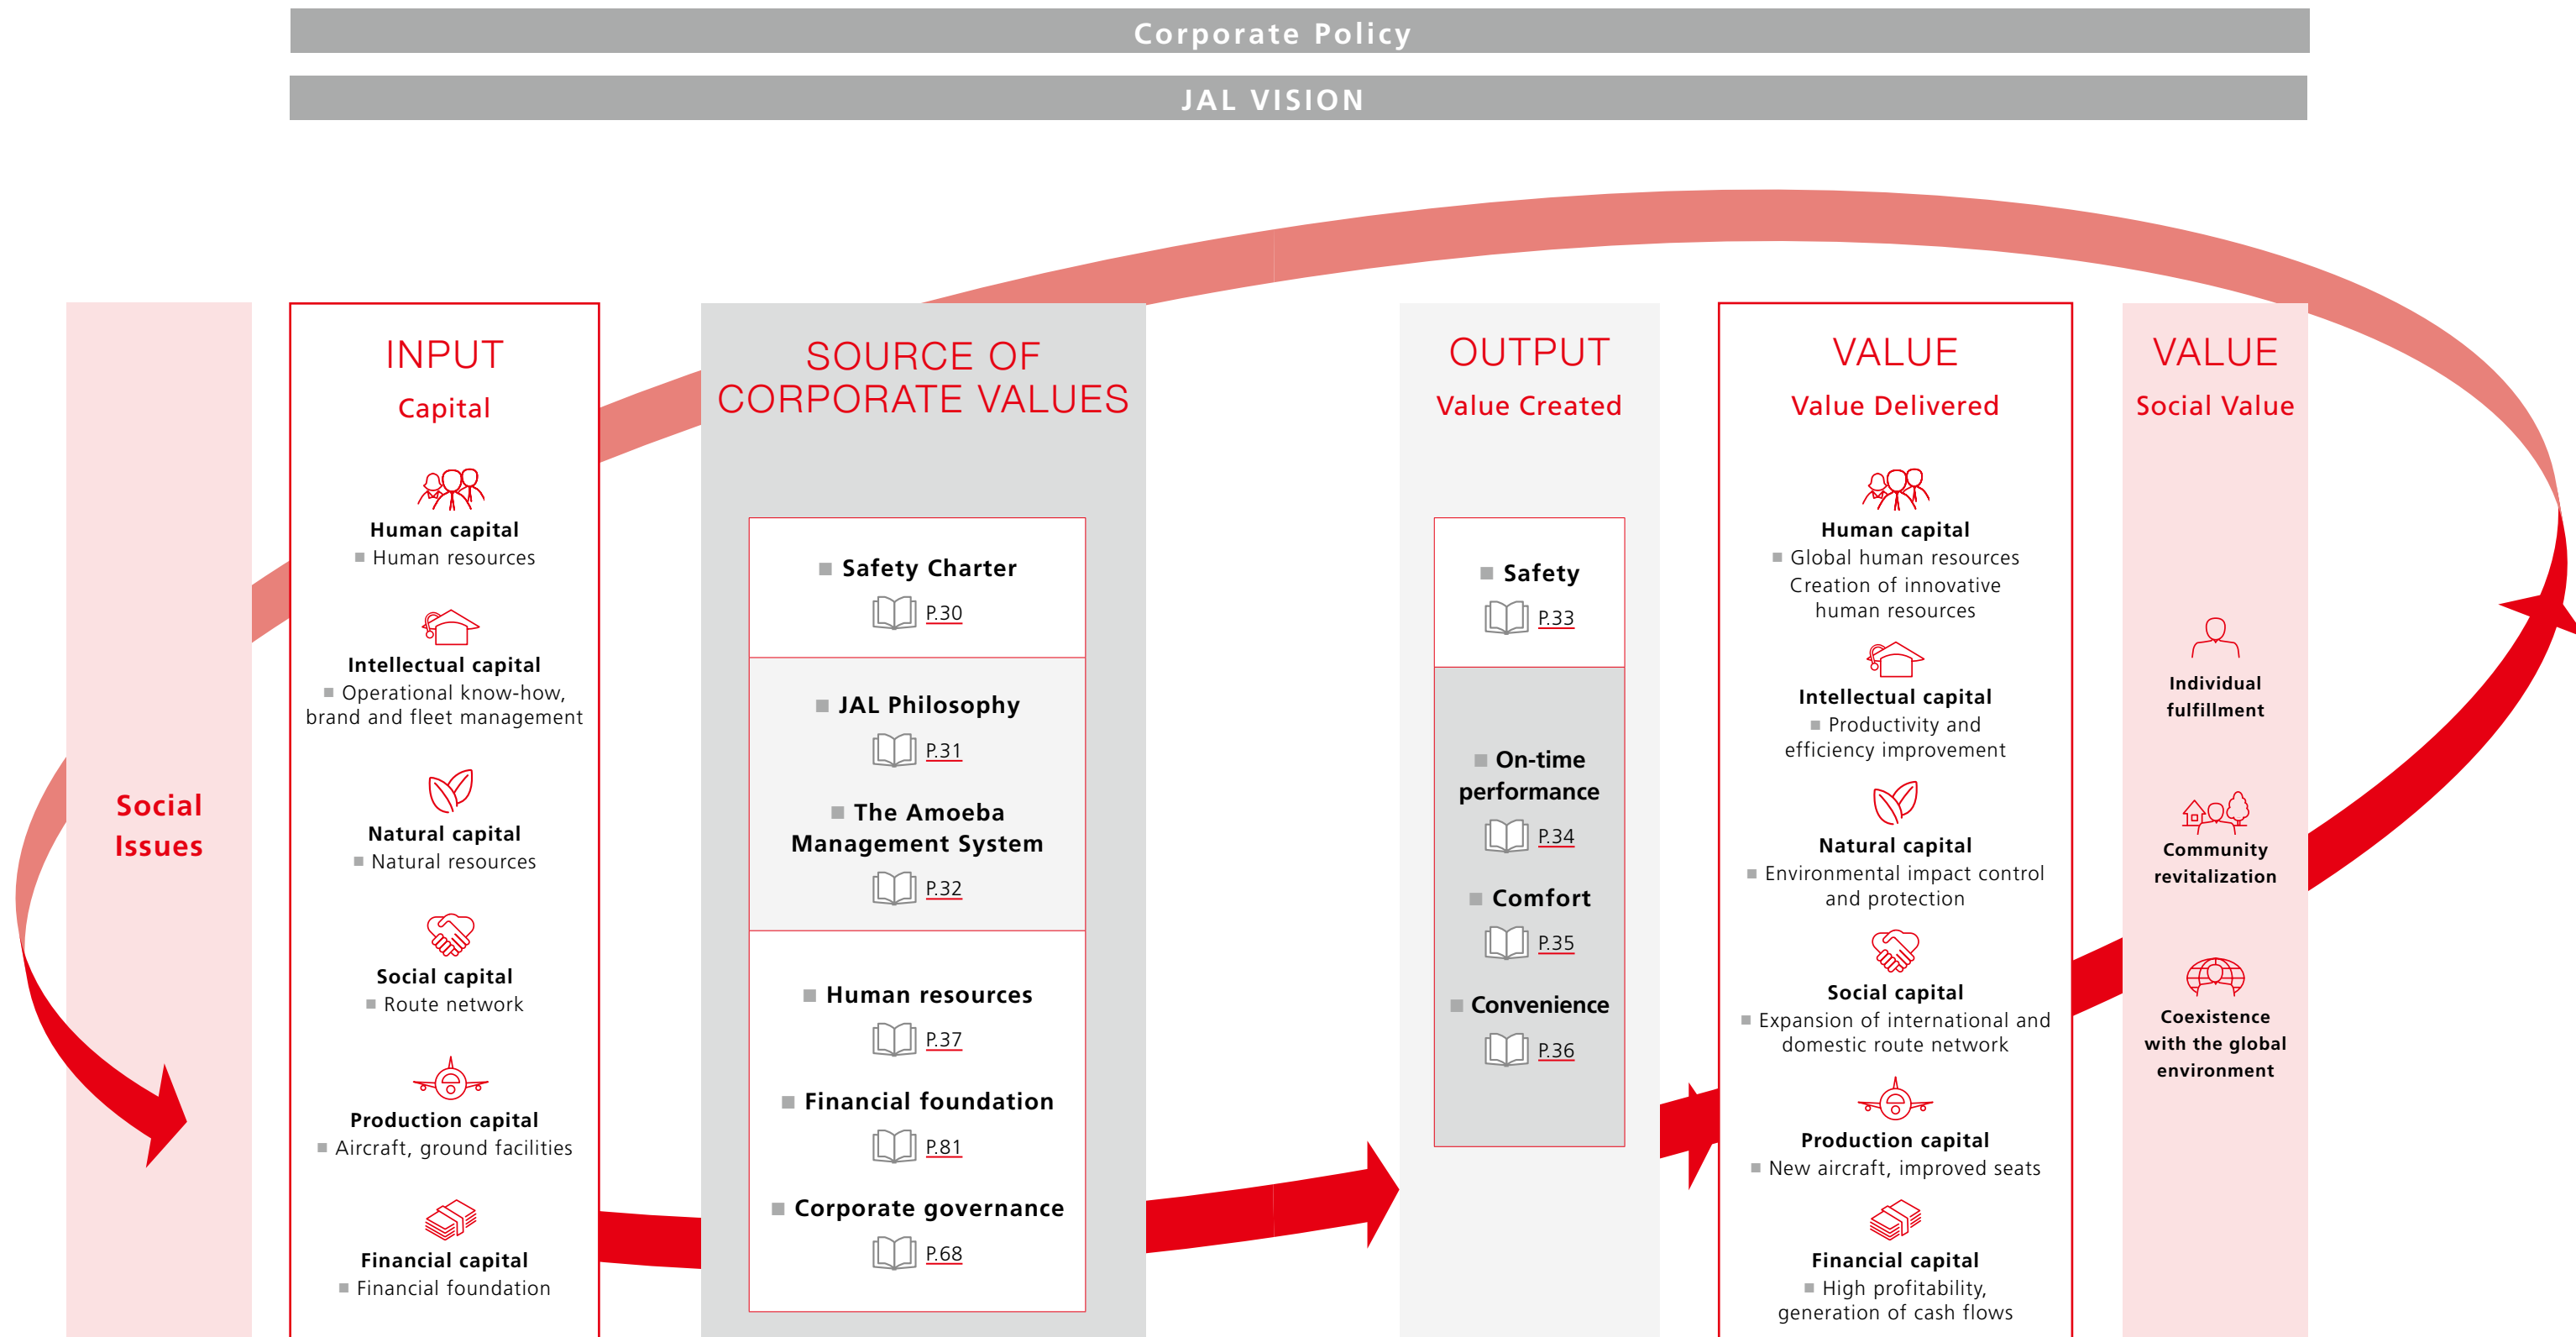 Corporate Policy
JAL VISION
Social
Issues
INPUT
Capital
Human capital
■ Human resources
Intellectual capital
■ Operational know-how,
brand and fleet management
Natural capital
■ Natural resources
Social capital
■ Route network
Production capital
■ Aircraft, ground facilities
Financial capital
■ Financial foundation
SOURCE OF
CORPORATE VALUES
■ Safety Charter
P.30
■ JAL Philosophy
P.31
■ The Amoeba
Management System
P.32
■ Human resources
P.37
■ Financial foundation
P.81
■ Corporate governance
P.68
OUTPUT
Value Created
■ Safety
P.33
■ On-time
performance
P.34
■ Comfort
P.35
■ Convenience
P.36
VALUE
Value Delivered
Human capital
■ Global human resources
Creation of innovative
human resources
Intellectual capital
■ Productivity and
efficiency improvement
Natural capital
■ Environmental impact control
and protection
Social capital
■ Expansion of international and
domestic route network
Production capital
■ New aircraft, improved seats
Financial capital
■ High profitability,
generation of cash flows
VALUE
Social Value
Individual
fulfillment
Community
revitalization
Coexistence
with the global
environment